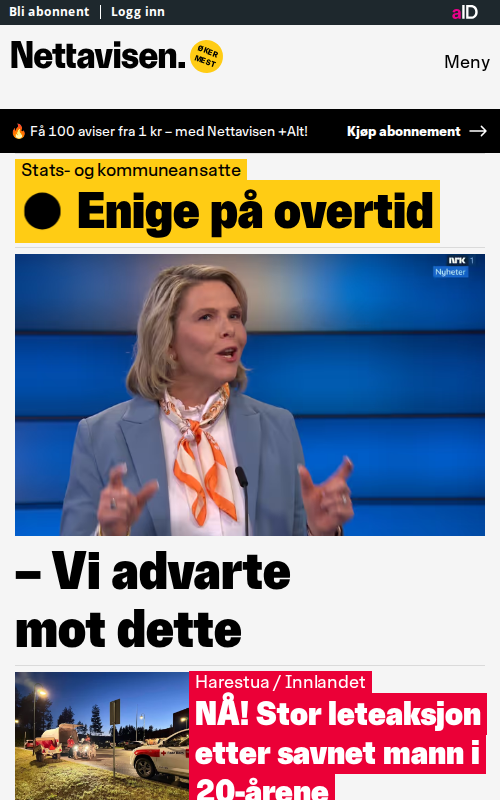 Bli abonnent
Logg inn
aID
Nettavisen.
ØKER
MEST
Meny
🔥 Få 100 aviser fra 1 kr – med Nettavisen +Alt!
Kjøp abonnement →
Stats- og kommuneansatte
Enige på overtid
NRK 1
Nyheter
– Vi advarte
mot dette
Harestua / Innlandet
NÅ! Stor leteaksjon
etter savnet mann i
20-årene